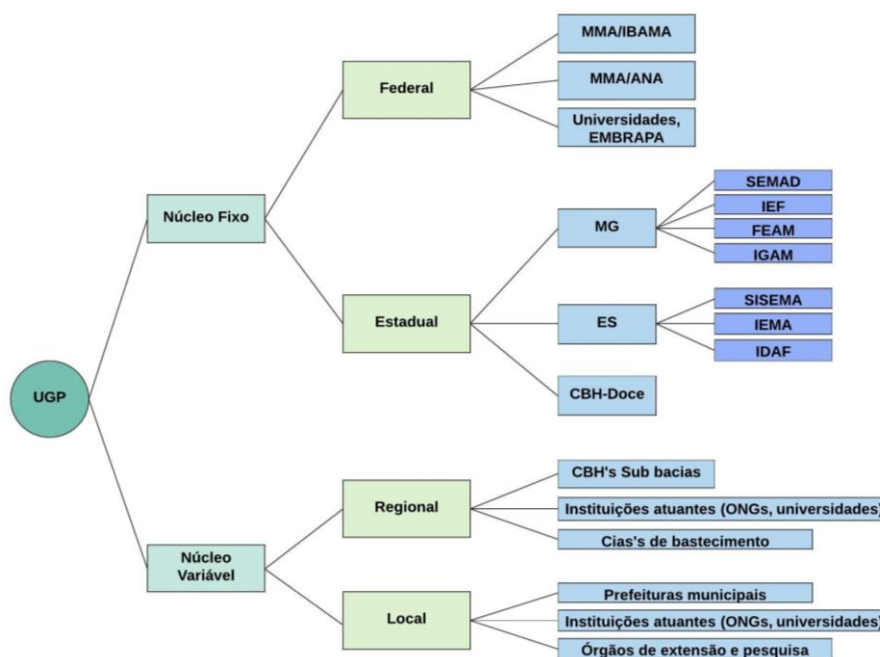 UGP
Núcleo Fixo
Federal
MMA/IBAMA
MMA/ANA
Universidades,
EMBRAPA
Estadual
MG
SEMAD
IEF
FEAM
IGAM
ES
SISEMA
IEMA
IDAF
CBH-Doce
Núcleo
Variável
Regional
CBH's Sub bacias
Instituições atuantes (ONGs, universidades)
Cias's de bastecimento
Local
Prefeituras municipais
Instituições atuantes (ONGs, universidades)
Órgãos de extensão e pesquisa